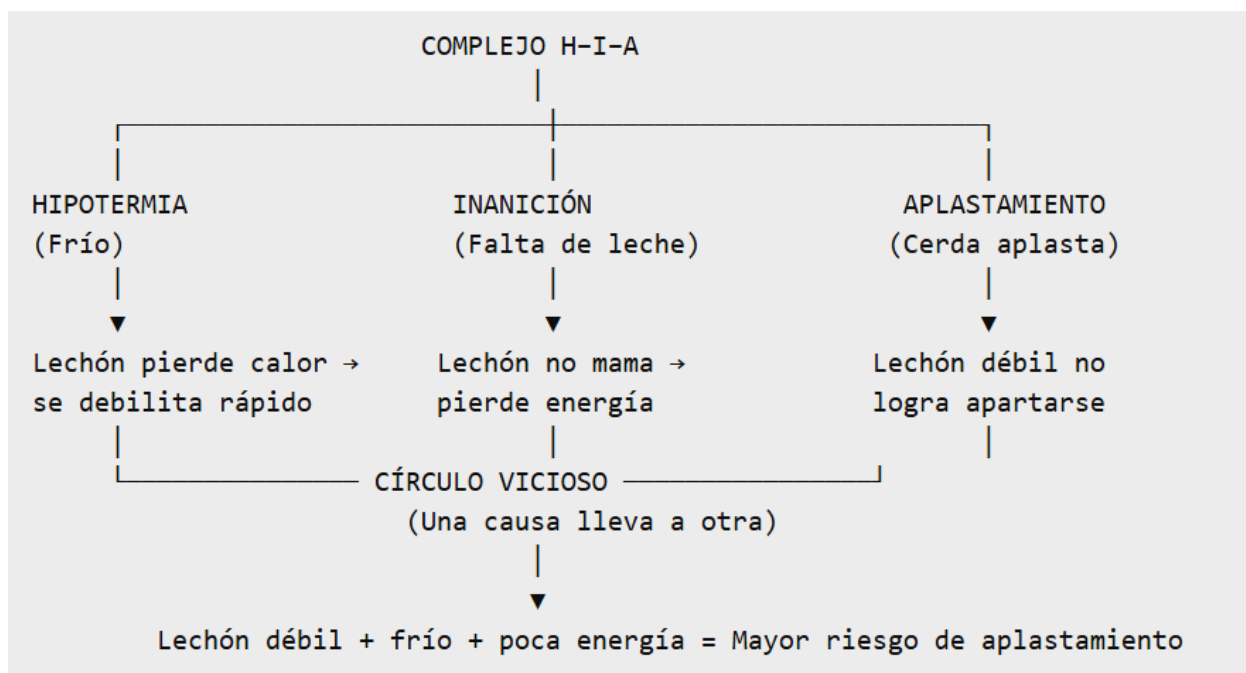 COMPLEJO H–I–A
HIPOTERMIA INANICIÓN APLASTAMIENTO
(Frío) (Falta de leche) (Cerda aplasta)
Lechón pierde calor → Lechón no mama → Lechón débil no
se debilita rápido pierde energía logra apartarse
CÍRCULO VICIOSO
(Una causa lleva a otra)
Lechón débil + frío + poca energía = Mayor riesgo de aplastamiento